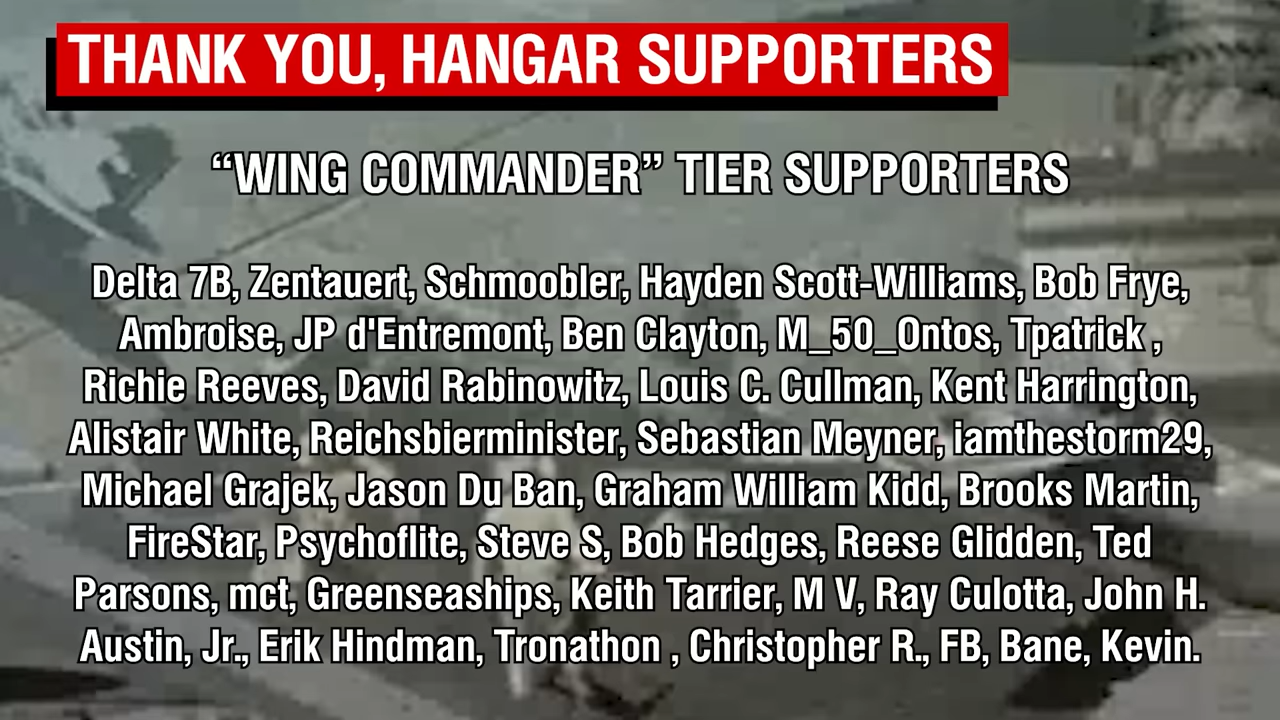 THANK YOU, HANGAR SUPPORTERS
“WING COMMANDER” TIER SUPPORTERS
Delta 7B, Zentauert, Schmoobler, Hayden Scott-Williams, Bob Frye,
Ambroise, JP d'Entremont, Ben Clayton, M_50_Ontos, Tpatrick ,
Richie Reeves, David Rabinowitz, Louis C. Cullman, Kent Harrington,
Alistair White, Reichsbierminister, Sebastian Meyner, iamthestorm29,
Michael Grajek, Jason Du Ban, Graham William Kidd, Brooks Martin,
FireStar, Psychoflite, Steve S, Bob Hedges, Reese Glidden, Ted
Parsons, mct, Greenseaships, Keith Tarrier, M V, Ray Culotta, John H.
Austin, Jr., Erik Hindman, Tronathon , Christopher R., FB, Bane, Kevin.